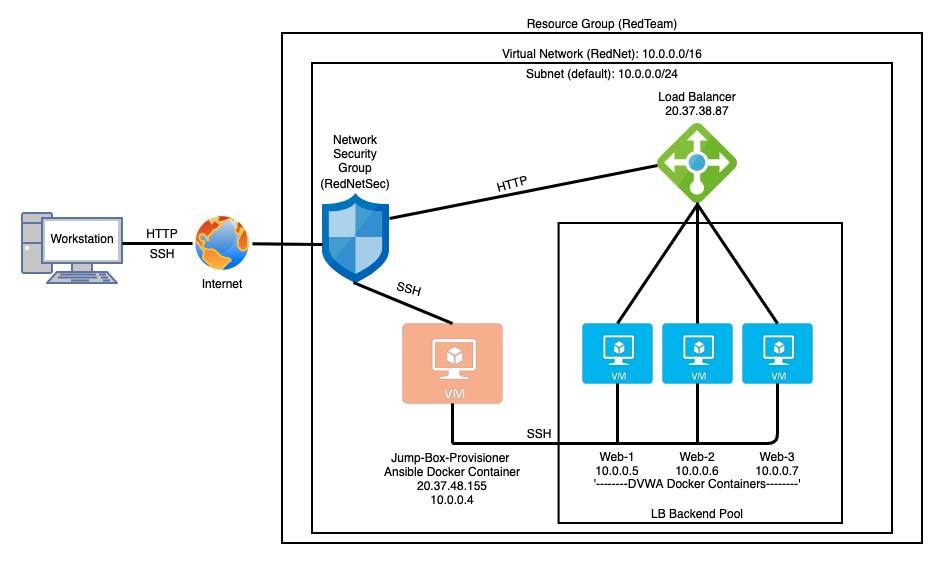 Resource Group (RedTeam)
Virtual Network (RedNet): 10.0.0.0/16
Subnet (default): 10.0.0.0/24
Load Balancer
20.37.38.87
Network
Security
Group
(RedNetSec)
HTTP
Workstation
HTTP
SSH
Internet
SSH
VM
VM
VM
VM
SSH
Jump-Box-Provisioner
Ansible Docker Container
20.37.48.155
10.0.0.4
Web-1
10.0.0.5
Web-2
10.0.0.6
Web-3
10.0.0.7
'--------DVWA Docker Containers--------'
LB Backend Pool